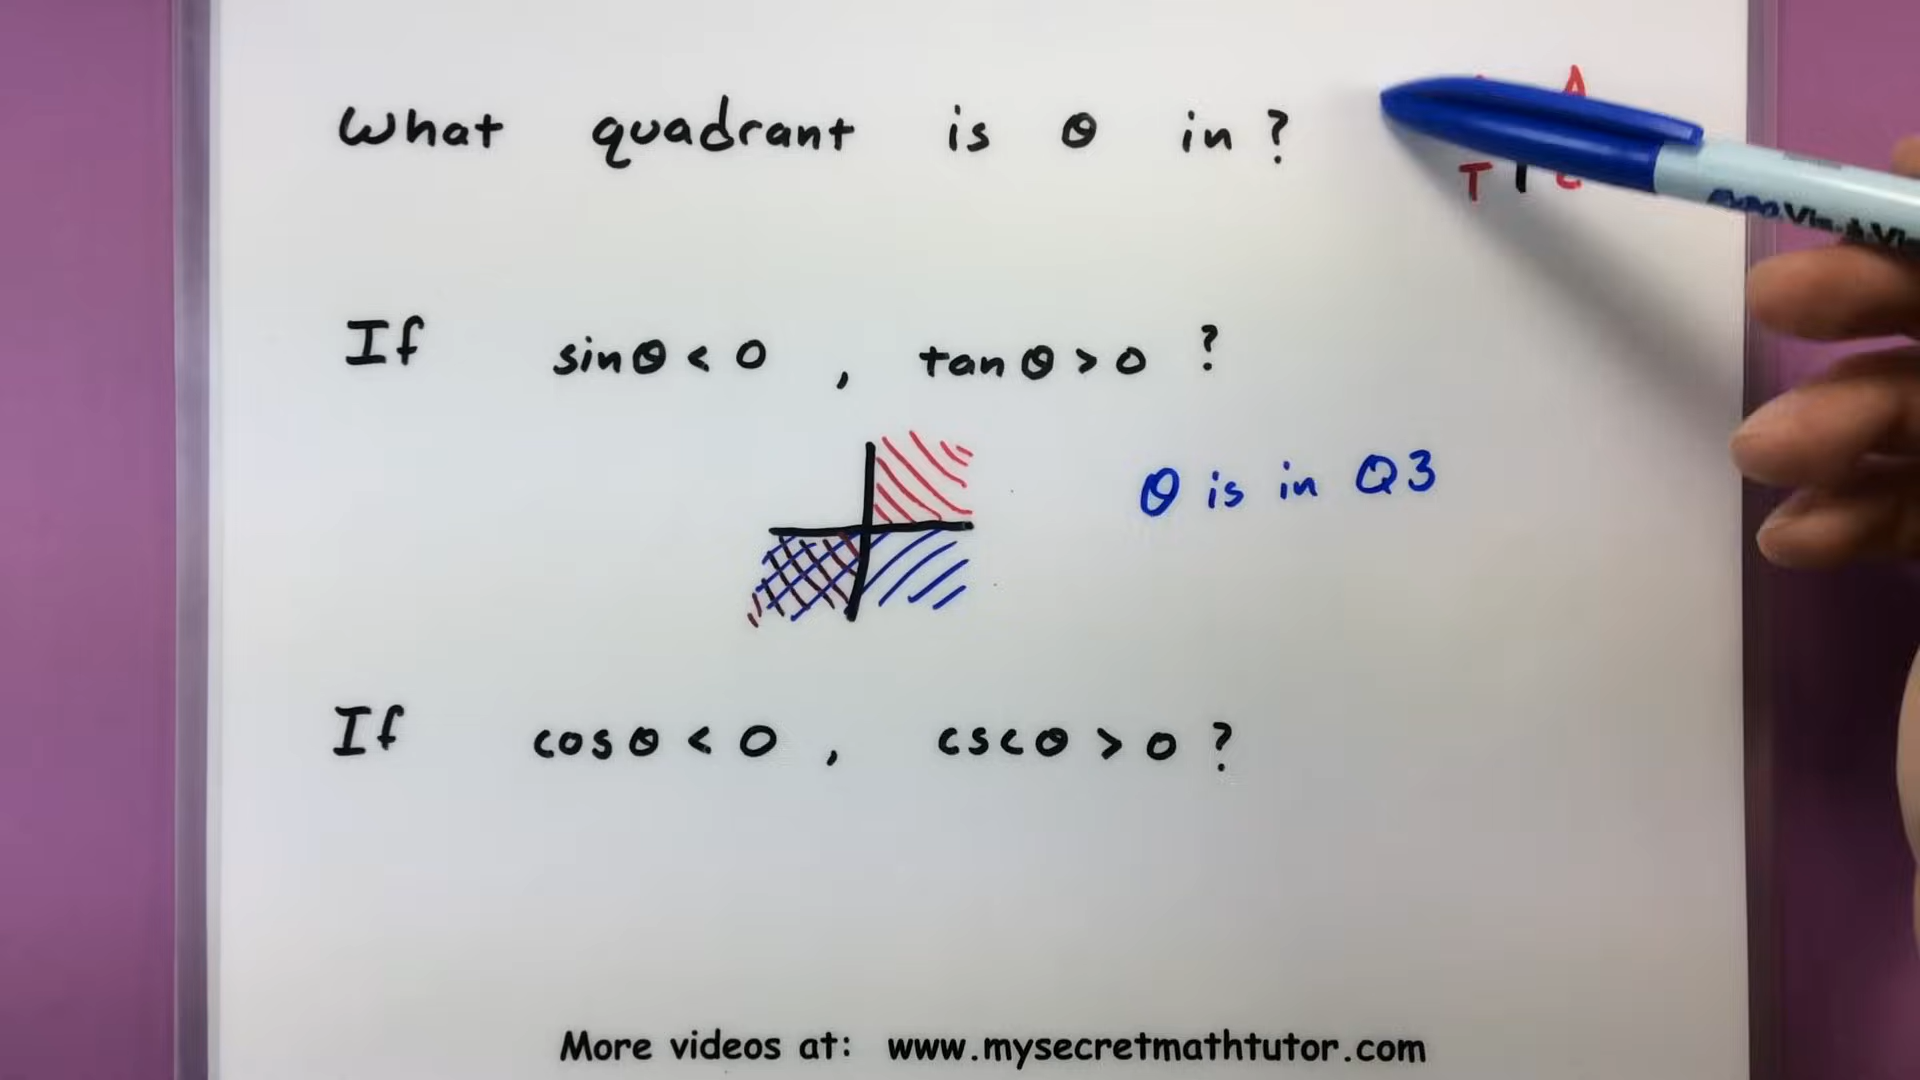 What quadrant is θ in?
A
T C
If sinθ < 0 , tanθ > 0 ?
θ is in Q3
If cosθ < 0 , cscθ > 0 ?
More videos at: www.mysecretmathtutor.com